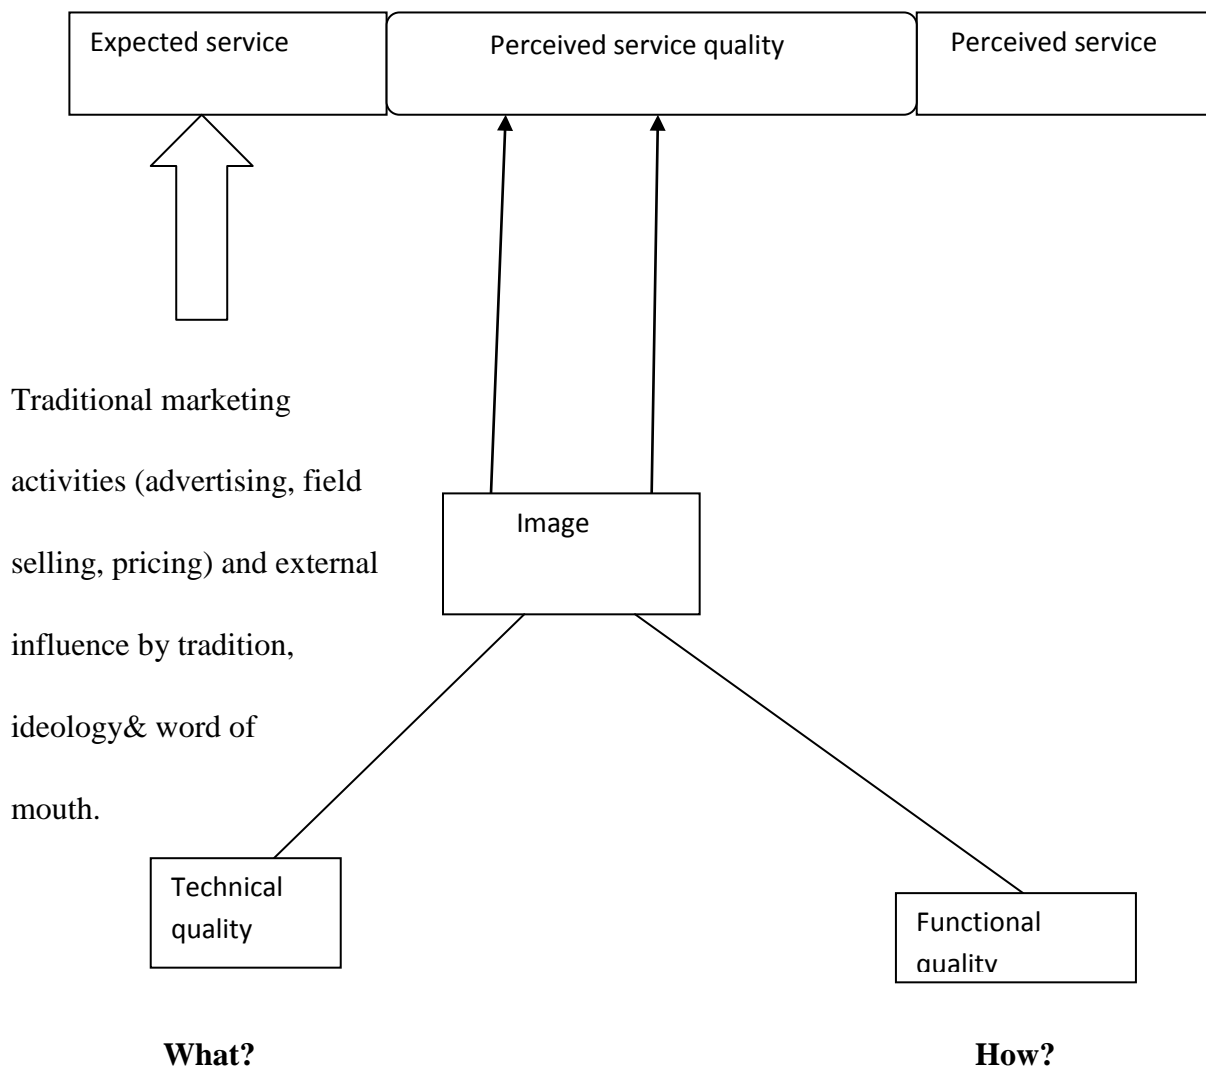 Expected service
Perceived service quality
Perceived service
Traditional marketing
activities (advertising, field
selling, pricing) and external
influence by tradition,
ideology& word of
mouth.
Image
Technical
quality
Functional
quality
What?
How?